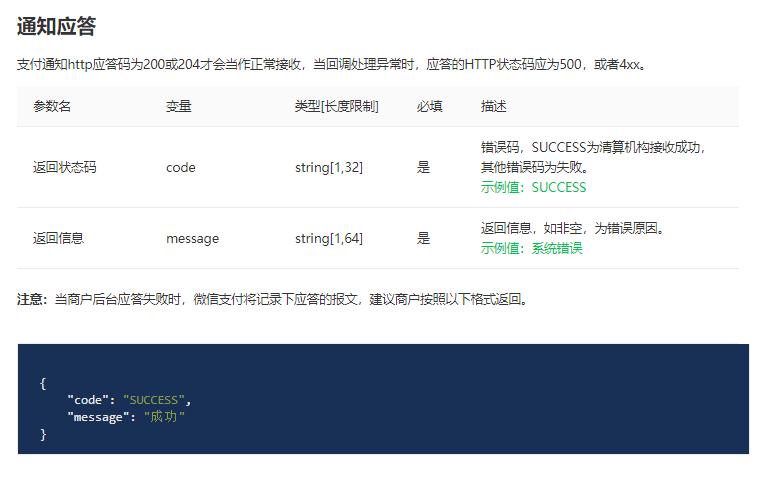 通知应答
支付通知http应答码为200或204才会当作正常接收，当回调处理异常时，应答的HTTP状态码应为500，或者4xx。
参数名 变量 类型[长度限制] 必填 描述
返回状态码 code string[1,32] 是 错误码，SUCCESS为清算机构接收成功，
其他错误码为失败。
示例值：SUCCESS
返回信息 message string[1,64] 是 返回信息，如非空，为错误原因。
示例值：系统错误
注意：当商户后台应答失败时，微信支付将记录下应答的报文，建议商户按照以下格式返回。
{
"code": "SUCCESS",
"message": "成功"
}